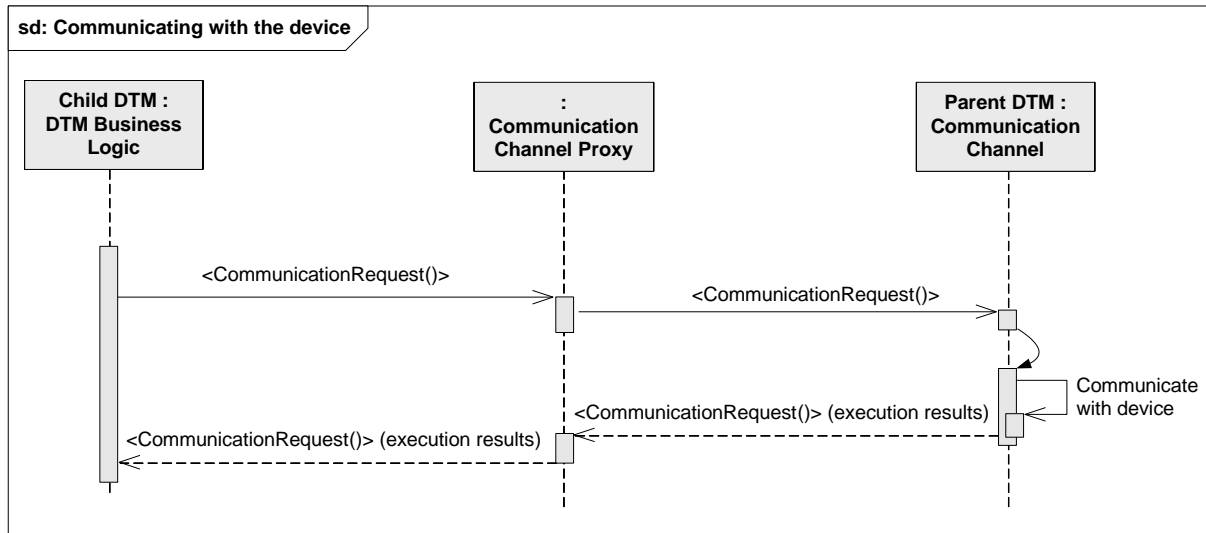 sd: Communicating with the device
Child DTM :
DTM Business
Logic
:
Communication
Channel Proxy
Parent DTM :
Communication
Channel
<CommunicationRequest()>
<CommunicationRequest()>
Communicate
with device
<CommunicationRequest()> (execution results)
<CommunicationRequest()> (execution results)